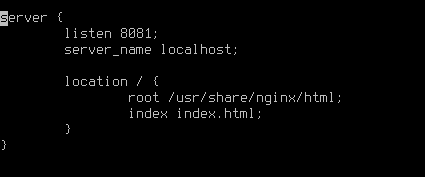 server {
        listen 8081;
        server_name localhost;

        location / {
                root /usr/share/nginx/html;
                index index.html;
        }
}